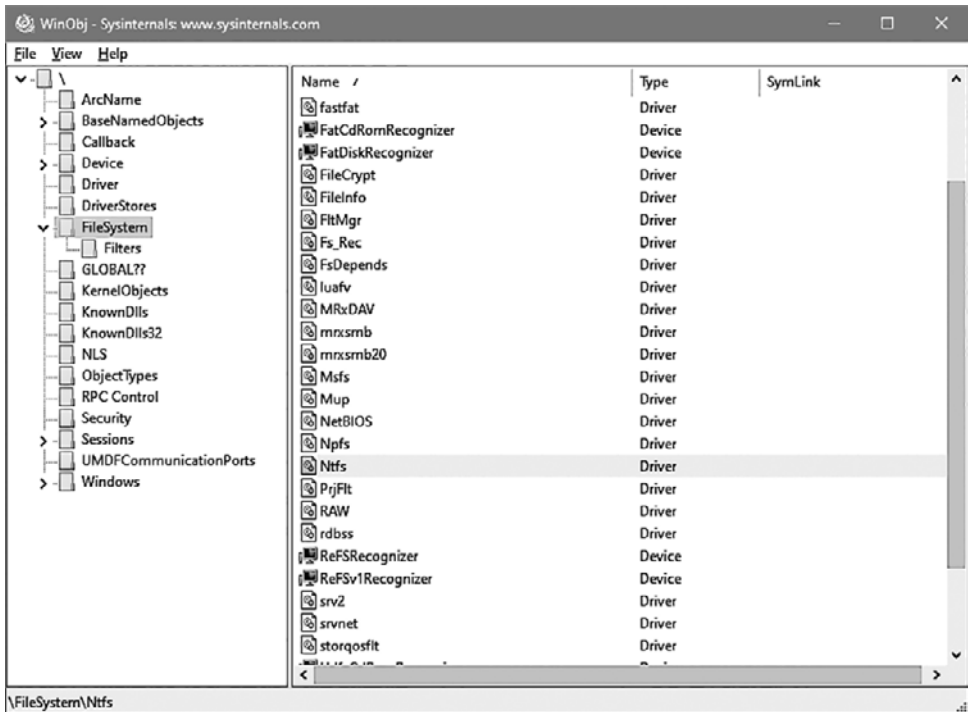 WinObj - Sysinternals: www.sysinternals.com
File View Help
\
ArcName
BaseNamedObjects
Callback
Device
Driver
DriverStores
FileSystem
Filters
GLOBAL??
KernelObjects
KnownDlls
KnownDlls32
NLS
ObjectTypes
RPC Control
Security
Sessions
UMDFCommunicationPorts
Windows
Name Type SymLink
fastfat Driver
FatCdRomRecognizer Device
FatDiskRecognizer Device
FileCrypt Driver
FileInfo Driver
FltMgr Driver
Fs_Rec Driver
FsDepends Driver
luafv Driver
MRxDAV Driver
mrxsmb Driver
mrxsmb20 Driver
Msfs Driver
Mup Driver
NetBIOS Driver
Npfs Driver
Ntfs Driver
PrjFlt Driver
RAW Driver
rdbss Driver
ReFSRecognizer Device
ReFSv1Recognizer Device
srv2 Driver
srvnet Driver
storqosflt Driver
\FileSystem\Ntfs